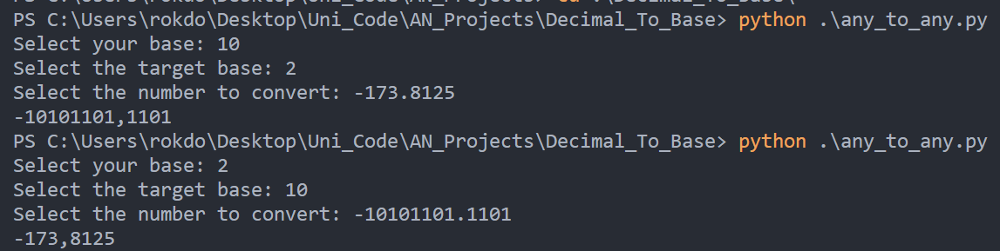 PS C:\Users\rokdo\Desktop\Uni_Code\AN_Projects\Decimal_To_Base> python .\any_to_any.py
Select your base: 10
Select the target base: 2
Select the number to convert: -173.8125
-10101101,1101
PS C:\Users\rokdo\Desktop\Uni_Code\AN_Projects\Decimal_To_Base> python .\any_to_any.py
Select your base: 2
Select the target base: 10
Select the number to convert: -10101101.1101
-173,8125